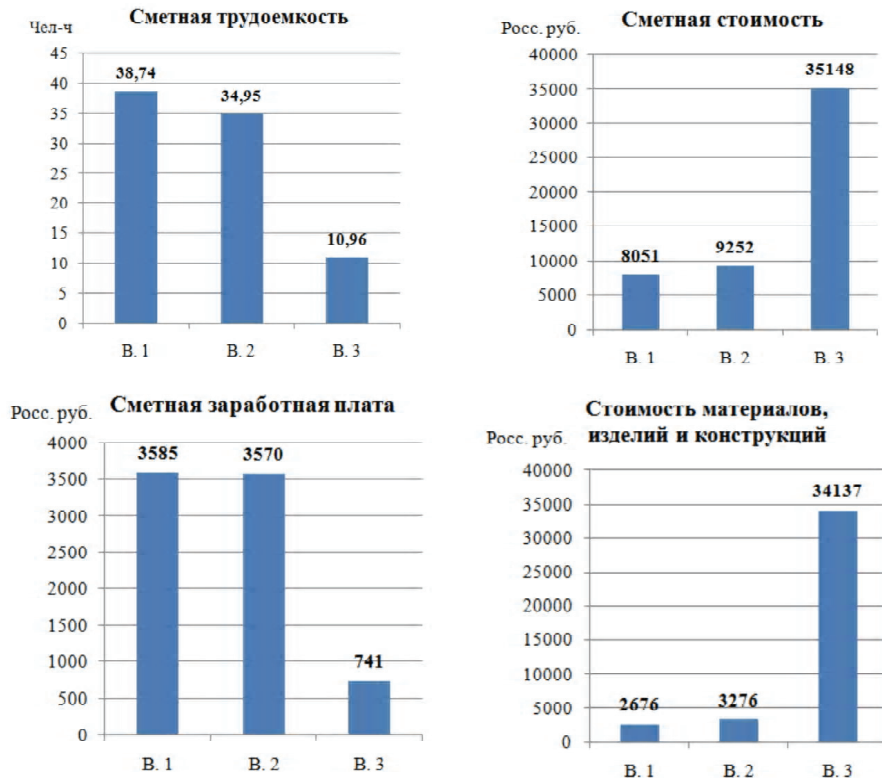 Сметная трудоемкость
Чел-ч
45
40
35
30
25
20
15
10
5
0
38,74
34,95
10,96
В. 1
В. 2
В. 3
Сметная стоимость
Росс. руб.
40000
35000
30000
25000
20000
15000
10000
5000
0
8051
9252
35148
В. 1
В. 2
В. 3
Сметная заработная плата
Росс. руб.
4000
3500
3000
2500
2000
1500
1000
500
0
3585
3570
741
В. 1
В. 2
В. 3
Стоимость материалов,
изделий и конструкций
Росс. руб.
40000
35000
30000
25000
20000
15000
10000
5000
0
2676
3276
34137
В. 1
В. 2
В. 3